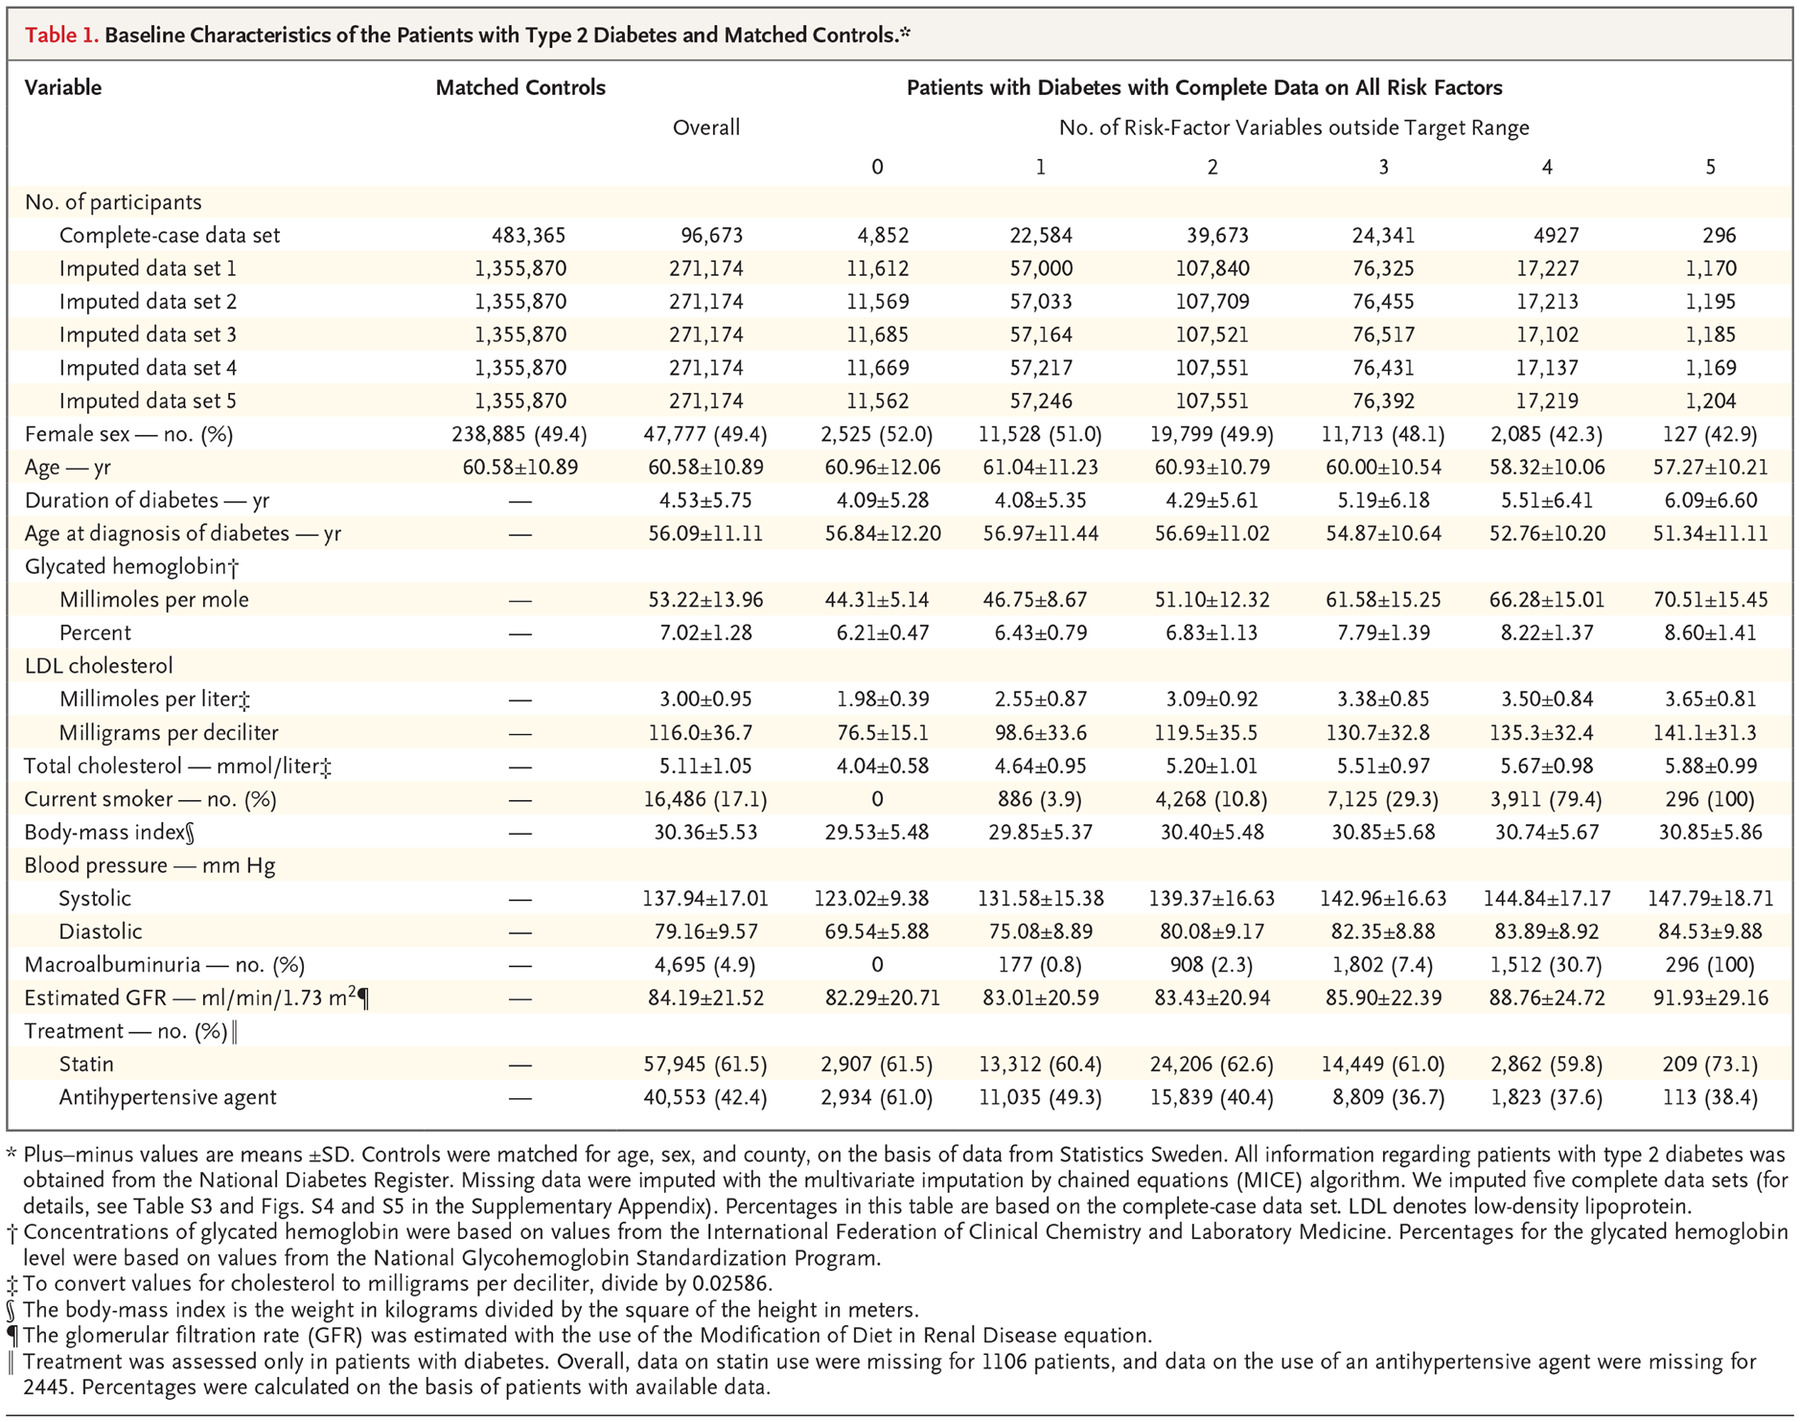 Table 1. Baseline Characteristics of the Patients with Type 2 Diabetes and Matched Controls.*
Variable Matched Controls Patients with Diabetes with Complete Data on All Risk Factors
Overall No. of Risk-Factor Variables outside Target Range
0 1 2 3 4 5
No. of participants
Complete-case data set 483,365 96,673 4,852 22,584 39,673 24,341 4927 296
Imputed data set 1 1,355,870 271,174 11,612 57,000 107,840 76,325 17,227 1,170
Imputed data set 2 1,355,870 271,174 11,569 57,033 107,709 76,455 17,213 1,195
Imputed data set 3 1,355,870 271,174 11,685 57,164 107,521 76,517 17,102 1,185
Imputed data set 4 1,355,870 271,174 11,669 57,217 107,551 76,431 17,137 1,169
Imputed data set 5 1,355,870 271,174 11,562 57,246 107,551 76,392 17,219 1,204
Female sex — no. (%) 238,885 (49.4) 47,777 (49.4) 2,525 (52.0) 11,528 (51.0) 19,799 (49.9) 11,713 (48.1) 2,085 (42.3) 127 (42.9)
Age — yr 60.58±10.89 60.58±10.89 60.96±12.06 61.04±11.23 60.93±10.79 60.00±10.54 58.32±10.06 57.27±10.21
Duration of diabetes — yr — 4.53±5.75 4.09±5.28 4.08±5.35 4.29±5.61 5.19±6.18 5.51±6.41 6.09±6.60
Age at diagnosis of diabetes — yr — 56.09±11.11 56.84±12.20 56.97±11.44 56.69±11.02 54.87±10.64 52.76±10.20 51.34±11.11
Glycated hemoglobin†
Millimoles per mole — 53.22±13.96 44.31±5.14 46.75±8.67 51.10±12.32 61.58±15.25 66.28±15.01 70.51±15.45
Percent — 7.02±1.28 6.21±0.47 6.43±0.79 6.83±1.13 7.79±1.39 8.22±1.37 8.60±1.41
LDL cholesterol
Millimoles per liter‡ — 3.00±0.95 1.98±0.39 2.55±0.87 3.09±0.92 3.38±0.85 3.50±0.84 3.65±0.81
Milligrams per deciliter — 116.0±36.7 76.5±15.1 98.6±33.6 119.5±35.5 130.7±32.8 135.3±32.4 141.1±31.3
Total cholesterol — mmol/liter‡ — 5.11±1.05 4.04±0.58 4.64±0.95 5.20±1.01 5.51±0.97 5.67±0.98 5.88±0.99
Current smoker — no. (%) — 16,486 (17.1) 0 886 (3.9) 4,268 (10.8) 7,125 (29.3) 3,911 (79.4) 296 (100)
Body-mass index§ — 30.36±5.53 29.53±5.48 29.85±5.37 30.40±5.48 30.85±5.68 30.74±5.67 30.85±5.86
Blood pressure — mm Hg
Systolic — 137.94±17.01 123.02±9.38 131.58±15.38 139.37±16.63 142.96±16.63 144.84±17.17 147.79±18.71
Diastolic — 79.16±9.57 69.54±5.88 75.08±8.89 80.08±9.17 82.35±8.88 83.89±8.92 84.53±9.88
Macroalbuminuria — no. (%) — 4,695 (4.9) 0 177 (0.8) 908 (2.3) 1,802 (7.4) 1,512 (30.7) 296 (100)
Estimated GFR — ml/min/1.73 m²¶ — 84.19±21.52 82.29±20.71 83.01±20.59 83.43±20.94 85.90±22.39 88.76±24.72 91.93±29.16
Treatment — no. (%)‖
Statin — 57,945 (61.5) 2,907 (61.5) 13,312 (60.4) 24,206 (62.6) 14,449 (61.0) 2,862 (59.8) 209 (73.1)
Antihypertensive agent — 40,553 (42.4) 2,934 (61.0) 11,035 (49.3) 15,839 (40.4) 8,809 (36.7) 1,823 (37.6) 113 (38.4)
* Plus–minus values are means ±SD. Controls were matched for age, sex, and county, on the basis of data from Statistics Sweden. All information regarding patients with type 2 diabetes was
obtained from the National Diabetes Register. Missing data were imputed with the multivariate imputation by chained equations (MICE) algorithm. We imputed five complete data sets (for
details, see Table S3 and Figs. S4 and S5 in the Supplementary Appendix). Percentages in this table are based on the complete-case data set. LDL denotes low-density lipoprotein.
† Concentrations of glycated hemoglobin were based on values from the International Federation of Clinical Chemistry and Laboratory Medicine. Percentages for the glycated hemoglobin
level were based on values from the National Glycohemoglobin Standardization Program.
‡ To convert values for cholesterol to milligrams per deciliter, divide by 0.02586.
§ The body-mass index is the weight in kilograms divided by the square of the height in meters.
¶ The glomerular filtration rate (GFR) was estimated with the use of the Modification of Diet in Renal Disease equation.
‖ Treatment was assessed only in patients with diabetes. Overall, data on statin use were missing for 1106 patients, and data on the use of an antihypertensive agent were missing for
2445. Percentages were calculated on the basis of patients with available data.